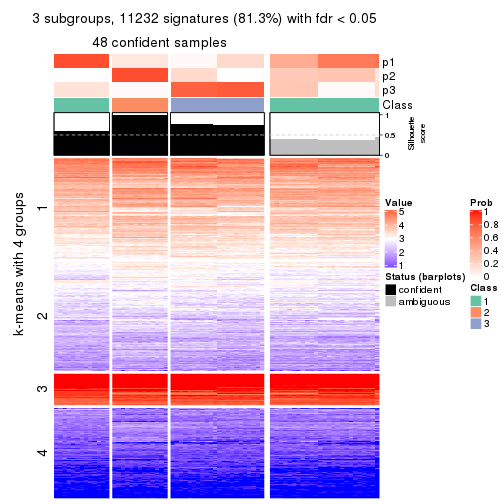 3 subgroups, 11232 signatures (81.3%) with fdr < 0.05
48 confident samples
p1
p2
p3
Class
1
0.5
0
Silhouette
score
k-means with 4 groups
1
2
3
4
Value
5
4
3
2
1
Status (barplots)
confident
ambiguous
Prob
1
0.8
0.6
0.4
0.2
0
Class
1
2
3